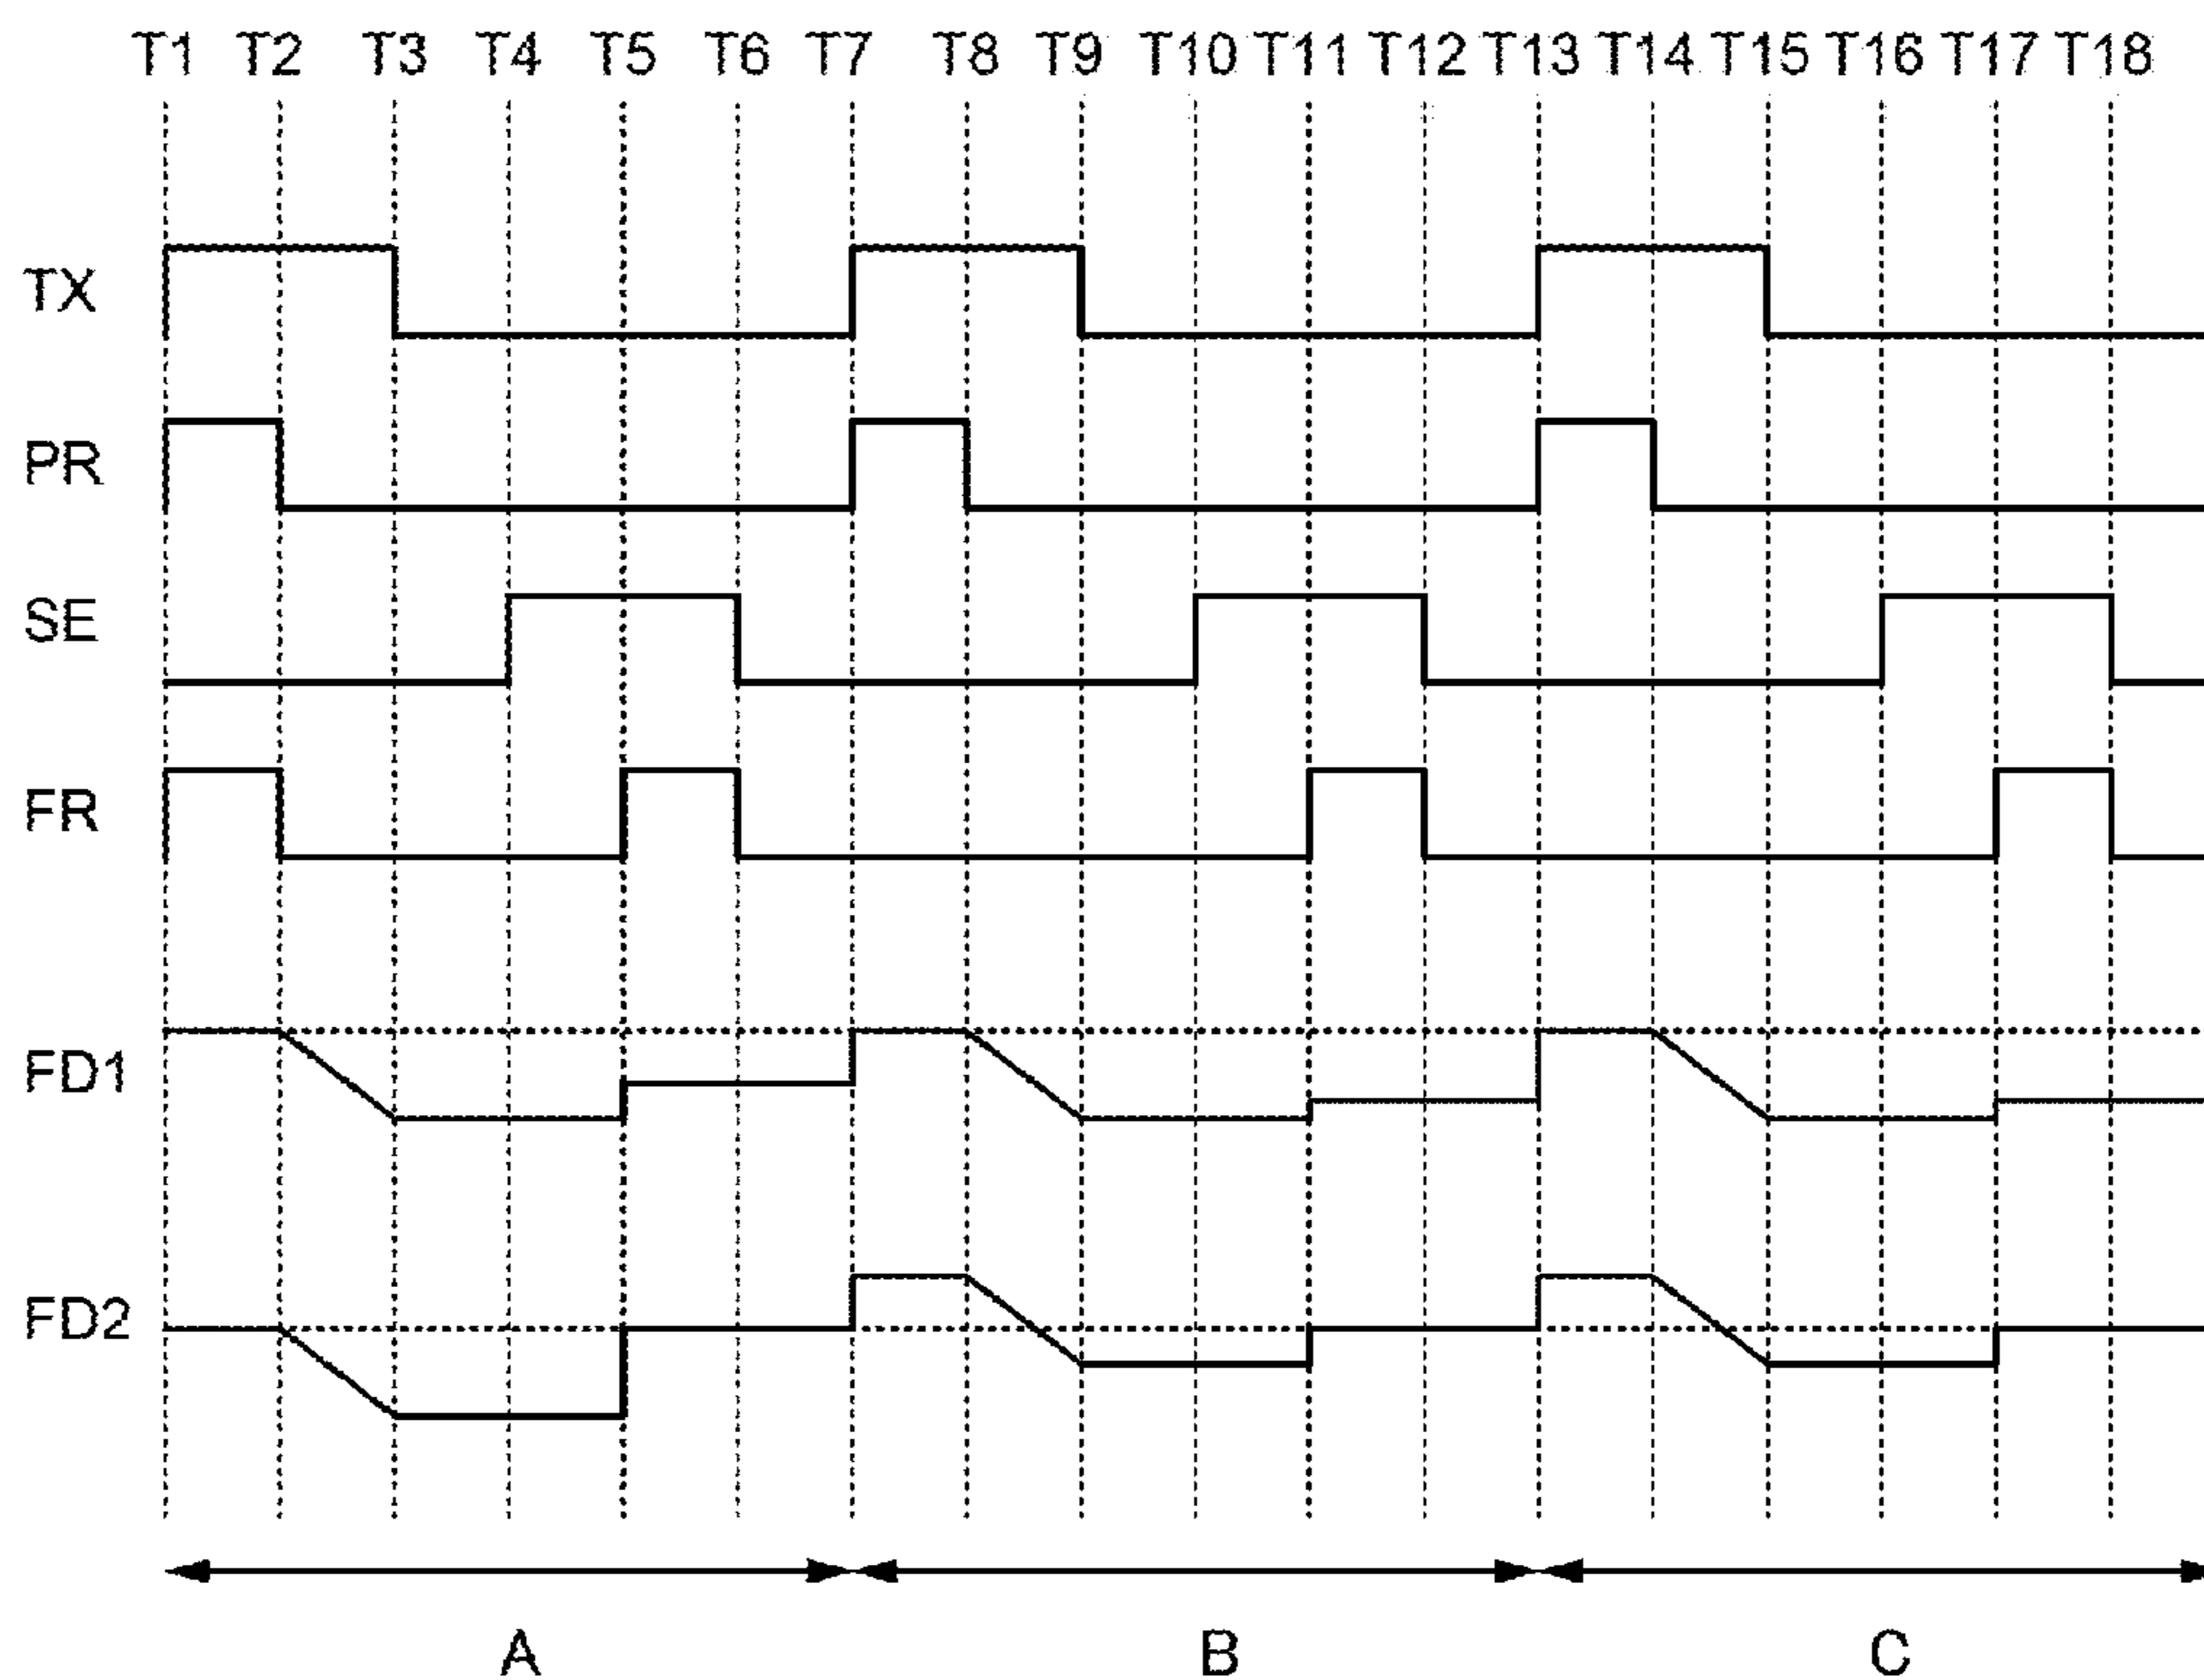 T1 T2 T3 T4 T5 T6 T7 T8 T9 T10 T11 T12 T13 T14 T15 T16 T17 T18
TX
PR
SE
FR
FD1
FD2
A B C